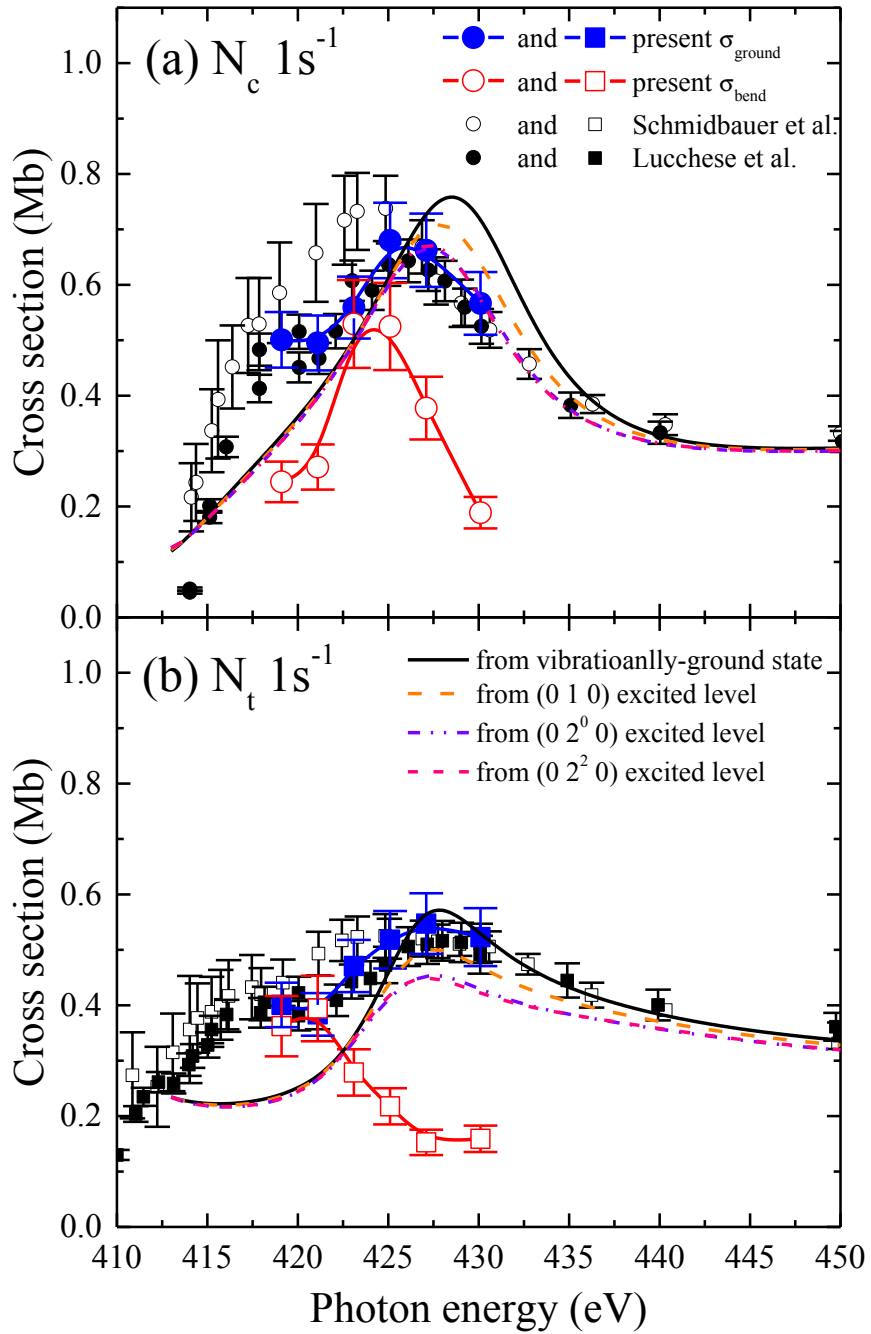 (a) N_c 1s^-1
and present σ_ground
and present σ_bend
and Schmidbauer et al.
and Lucchese et al.
1.0
0.8
0.6
0.4
0.2
0.0
Cross section (Mb)
(b) N_t 1s^-1
from vibratioanlly-ground state
from (0 1 0) excited level
from (0 2^0 0) excited level
from (0 2^2 0) excited level
1.0
0.8
0.6
0.4
0.2
0.0
Cross section (Mb)
410 415 420 425 430 435 440 445 450
Photon energy (eV)